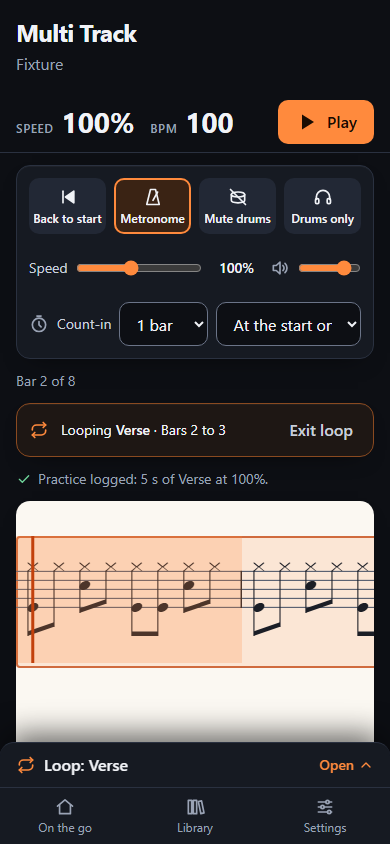 Multi Track
Fixture
SPEED 100% BPM 100 Play
Back to start Metronome Mute drums Drums only
Speed 100%
Count-in 1 bar At the start or
Bar 2 of 8
Looping Verse · Bars 2 to 3 Exit loop
Practice logged: 5 s of Verse at 100%.
Loop: Verse Open
On the go Library Settings